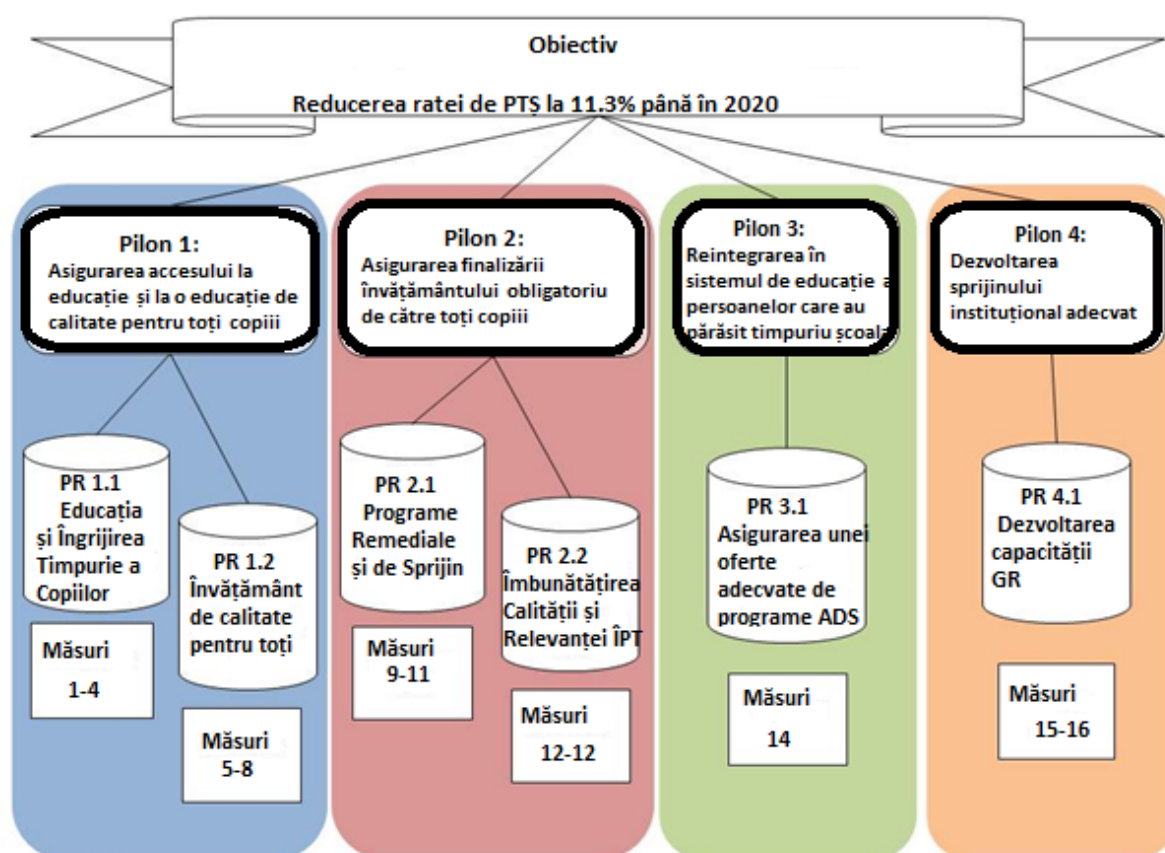 Obiectiv
Reducerea ratei de PTȘ la 11.3% până în 2020
Pilon 1:
Asigurarea accesului la
educație și la o educație de
calitate pentru toți copiii
Pilon 2:
Asigurarea finalizării
învățământului obligatoriu
de către toți copiii
Pilon 3:
Reintegrarea în
sistemul de educație a
persoanelor care au
părăsit timpuriu școala
Pilon 4:
Dezvoltarea
sprijinului
instituțional adecvat
PR 1.1
Educația
și Îngrijirea
Timpurie a
Copiilor
Măsuri
1-4
PR 1.2
Învățământ
de calitate
pentru toți
Măsuri
5-8
PR 2.1
Programe
Remediale
și de Sprijin
Măsuri
9-11
PR 2.2
Îmbunătățirea
Calității și
Relevanței ÎPT
Măsuri
12-12
PR 3.1
Asigurarea unei
oferte
adecvate de
programe ADS
Măsuri
14
PR 4.1
Dezvoltarea
capacității
GR
Măsuri
15-16